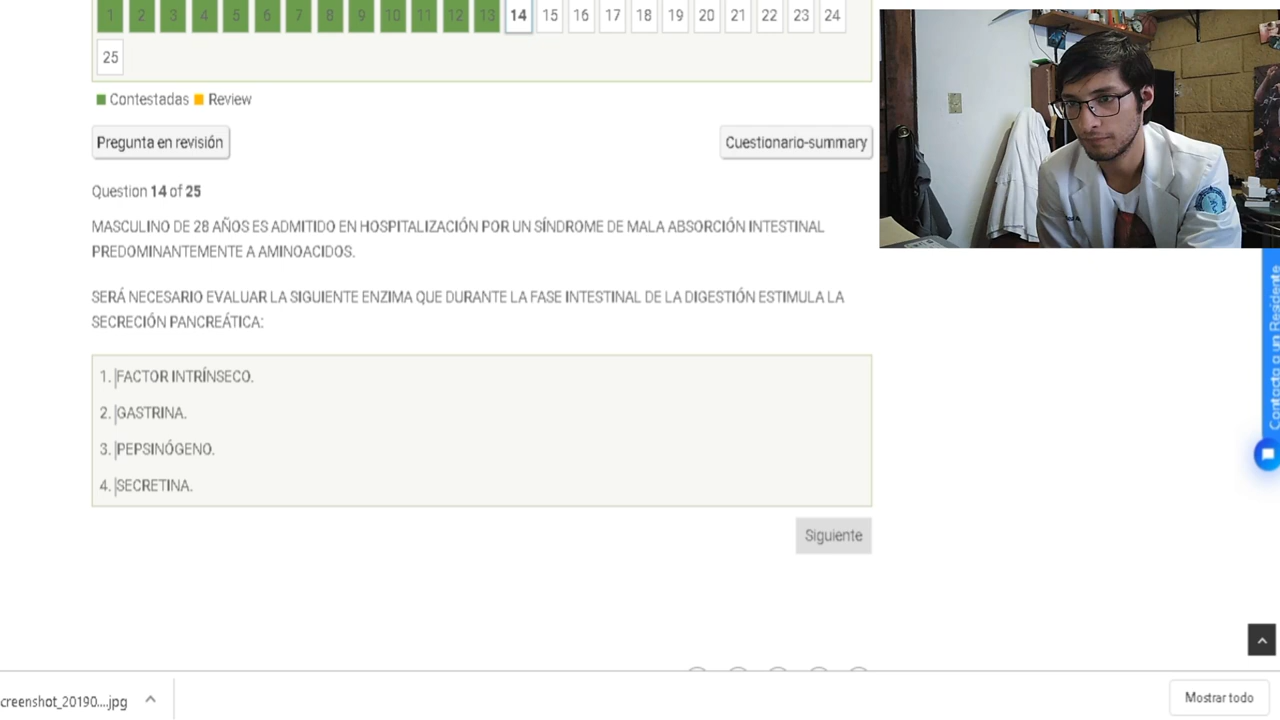 1 2 3 4 5 6 7 8 9 10 11 12 13 14 15 16 17 18 19 20 21 22 23 24
25
Contestadas Review
Pregunta en revisión
Cuestionario-summary
Question 14 of 25
MASCULINO DE 28 AÑOS ES ADMITIDO EN HOSPITALIZACIÓN POR UN SÍNDROME DE MALA ABSORCIÓN INTESTINAL
PREDOMINANTEMENTE A AMINOACIDOS.
SERÁ NECESARIO EVALUAR LA SIGUIENTE ENZIMA QUE DURANTE LA FASE INTESTINAL DE LA DIGESTIÓN ESTIMULA LA
SECRECIÓN PANCREÁTICA:
1. FACTOR INTRÍNSECO.
2. GASTRINA.
3. PEPSINÓGENO.
4. SECRETINA.
Siguiente
Contacta a un Residente
creenshot_20190....jpg
Mostrar todo